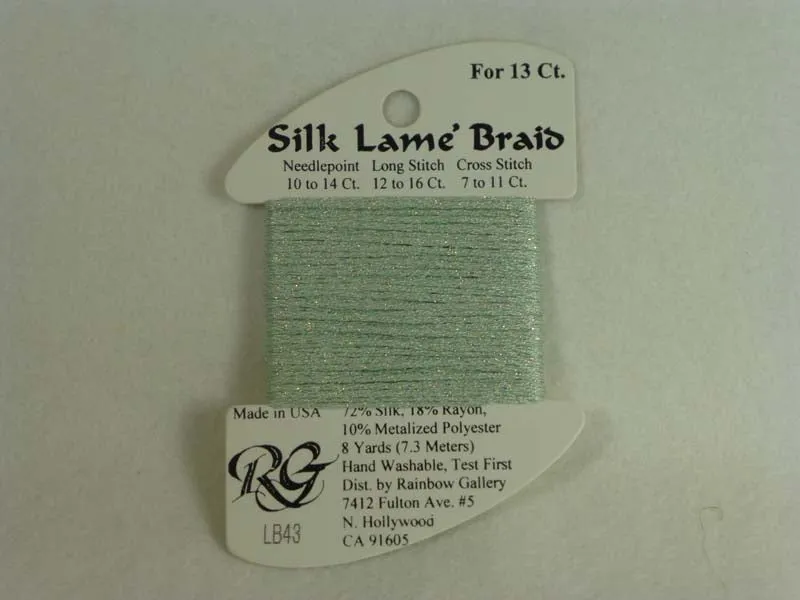 For 13 Ct.
Silk Lame' Braid
Needlepoint Long Stitch Cross Stitch
10 to 14 Ct. 12 to 16 Ct. 7 to 11 Ct.
Made in USA
72% Silk, 18% Rayon,
10% Metalized Polyester
8 Yards (7.3 Meters)
Hand Washable, Test First
Dist. by Rainbow Gallery
7412 Fulton Ave. #5
N. Hollywood
CA 91605
RG
LB43